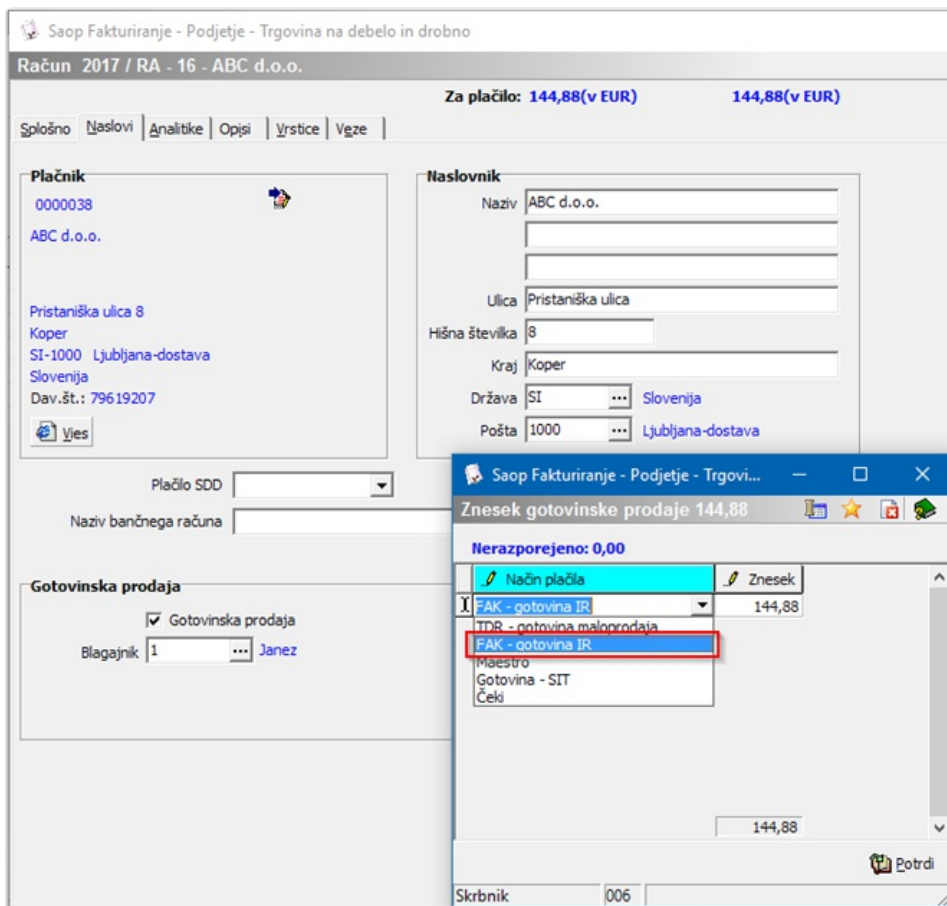 Saop Fakturiranje - Podjetje - Trgovina na debelo in drobno
Račun 2017 / RA - 16 - ABC d.o.o.
Za plačilo: 144,88(v EUR) 144,88(v EUR)
Splošno Naslovi Analitike Opisi Vrstice Veze
Plačnik
0000038
ABC d.o.o.
Pristaniška ulica 8
Koper
SI-1000 Ljubljana-dostava
Slovenija
Dav.št.: 79619207
Vies
Naslovnik
Naziv ABC d.o.o.
Ulica Pristaniška ulica
Hišna številka 8
Kraj Koper
Država SI ... Slovenija
Pošta 1000 ... Ljubljana-dostava
Plačilo SDD
Naziv bančnega računa
Gotovinska prodaja
Gotovinska prodaja
Blagajnik 1 ... Janez
Saop Fakturiranje - Podjetje - Trgovi...
Znesek gotovinske prodaje 144,88
Nerazporejeno: 0,00
Način plačila Znesek
FAK - gotovina IR 144,88
TDR - gotovina maloprodaja
FAK - gotovina IR
Maestro
Gotovina - SIT
Čeki
144,88
Potrdi
Skrbnik 006